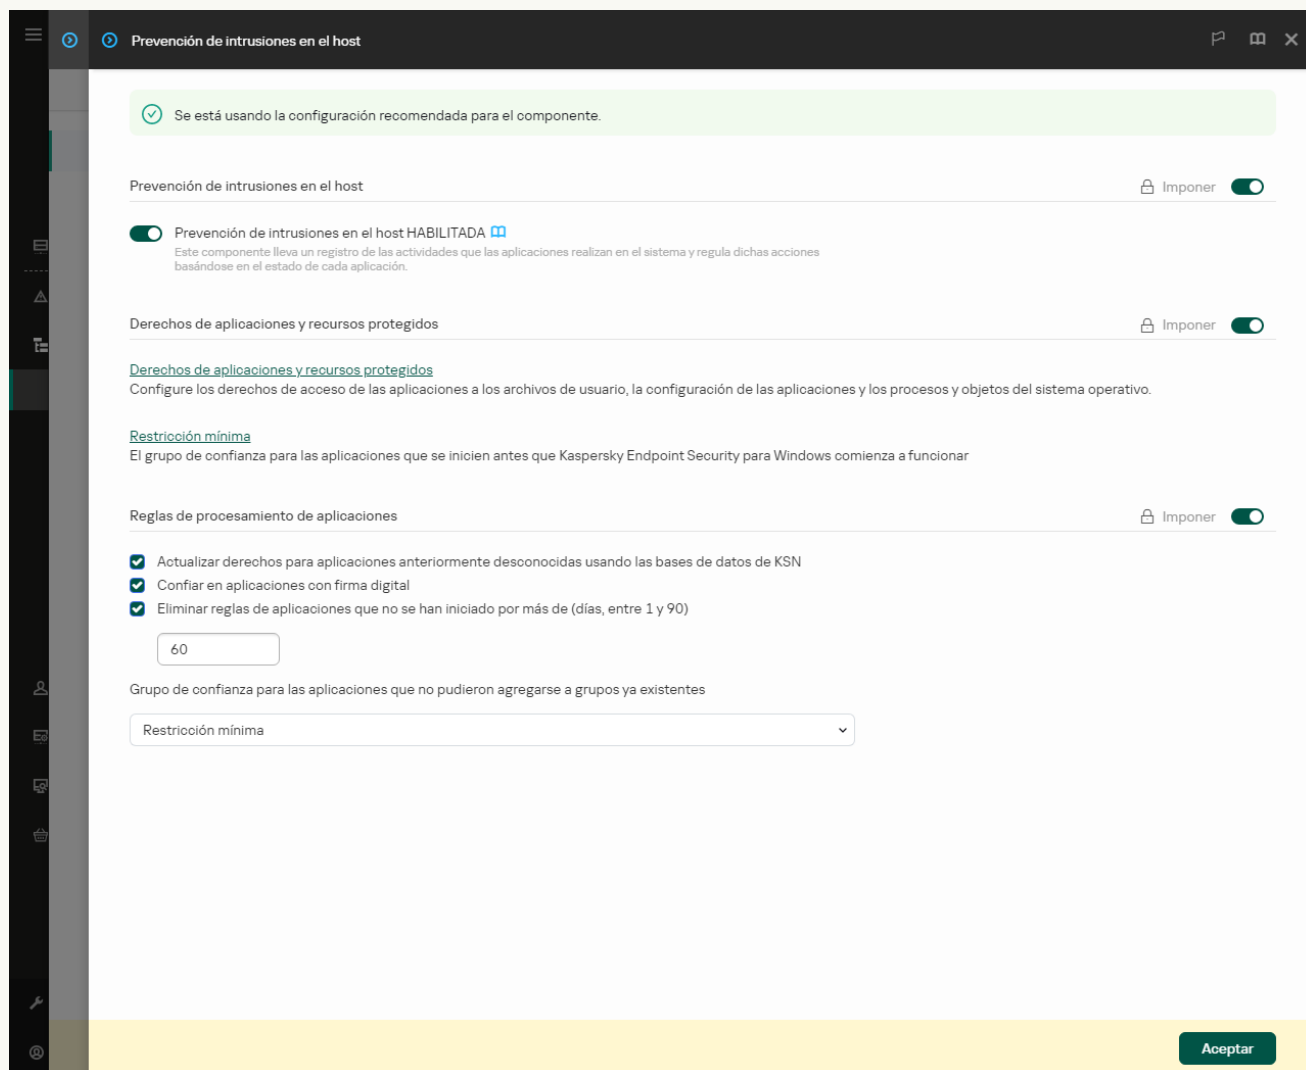 Prevención de intrusiones en el host
Se está usando la configuración recomendada para el componente.
Prevención de intrusiones en el host
Imponer
Prevención de intrusiones en el host HABILITADA
Este componente lleva un registro de las actividades que las aplicaciones realizan en el sistema y regula dichas acciones
basándose en el estado de cada aplicación.
Derechos de aplicaciones y recursos protegidos
Imponer
Derechos de aplicaciones y recursos protegidos
Configure los derechos de acceso de las aplicaciones a los archivos de usuario, la configuración de las aplicaciones y los procesos y objetos del sistema operativo.
Restricción mínima
El grupo de confianza para las aplicaciones que se inicien antes que Kaspersky Endpoint Security para Windows comienza a funcionar
Reglas de procesamiento de aplicaciones
Imponer
Actualizar derechos para aplicaciones anteriormente desconocidas usando las bases de datos de KSN
Confiar en aplicaciones con firma digital
Eliminar reglas de aplicaciones que no se han iniciado por más de (días, entre 1 y 90)
60
Grupo de confianza para las aplicaciones que no pudieron agregarse a grupos ya existentes
Restricción mínima
Aceptar